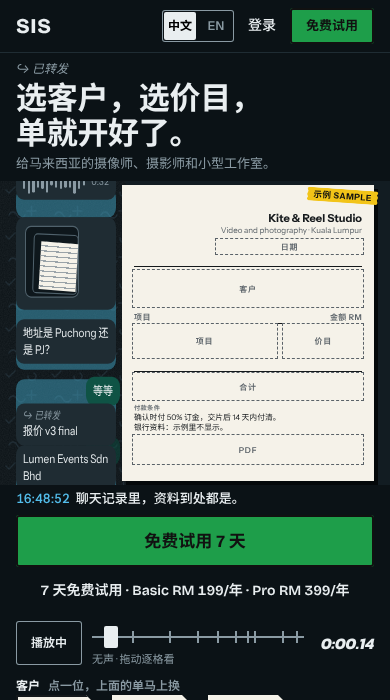 SIS
中文
EN
登录
免费试用
↪ 已转发
选客户，选价目，
单就开好了。
给马来西亚的摄像师、摄影师和小型工作室。
0:32
地址是 Puchong 还
是 PJ？
等等
↪ 已转发
报价 v3 final
Lumen Events Sdn
Bhd
示例 SAMPLE
Kite & Reel Studio
Video and photography · Kuala Lumpur
日期
客户
项目
金额 RM
项目
价目
合计
付款条件
确认时付 50% 订金，交片后 14 天内付清。
银行资料：示例里不显示。
PDF
16:48:52 聊天记录里，资料到处都是。
免费试用 7 天
7 天免费试用 · Basic RM 199/年 · Pro RM 399/年
播放中
无声 · 拖动逐格看
0:00.14
客户 点一位，上面的单马上换